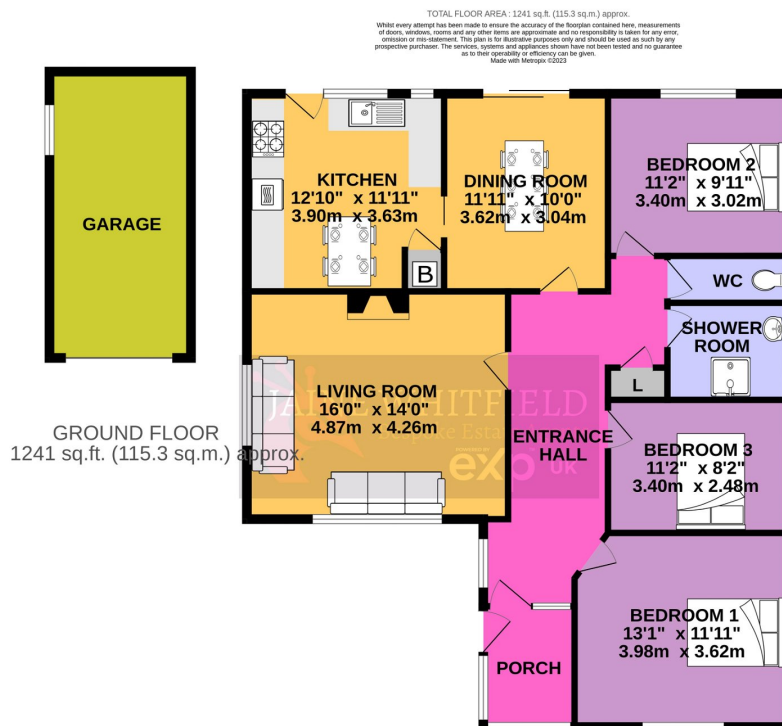 TOTAL FLOOR AREA : 1241 sq.ft. (115.3 sq.m.) approx.
Whilst every attempt has been made to ensure the accuracy of the floorplan contained here, measurements
of doors, windows, rooms and any other items are approximate and no responsibility is taken for any error,
omission or mis-statement. This plan is for illustrative purposes only and should be used as such by any
prospective purchaser. The services, systems and appliances shown have not been tested and no guarantee
as to their operability or efficiency can be given.
Made with Metropix ©2023
GARAGE
GROUND FLOOR
1241 sq.ft. (115.3 sq.m.) approx.
KITCHEN
12'10" x 11'11"
3.90m x 3.63m
B
DINING ROOM
11'11" x 10'0"
3.62m x 3.04m
BEDROOM 2
11'2" x 9'11"
3.40m x 3.02m
WC
SHOWER
ROOM
L
LIVING ROOM
16'0" x 14'0"
4.87m x 4.26m
WHITFIELD
Bespoke Estate
POWERED BY
exp
UK
ENTRANCE
HALL
BEDROOM 3
11'2" x 8'2"
3.40m x 2.48m
BEDROOM 1
13'1" x 11'11"
3.98m x 3.62m
PORCH